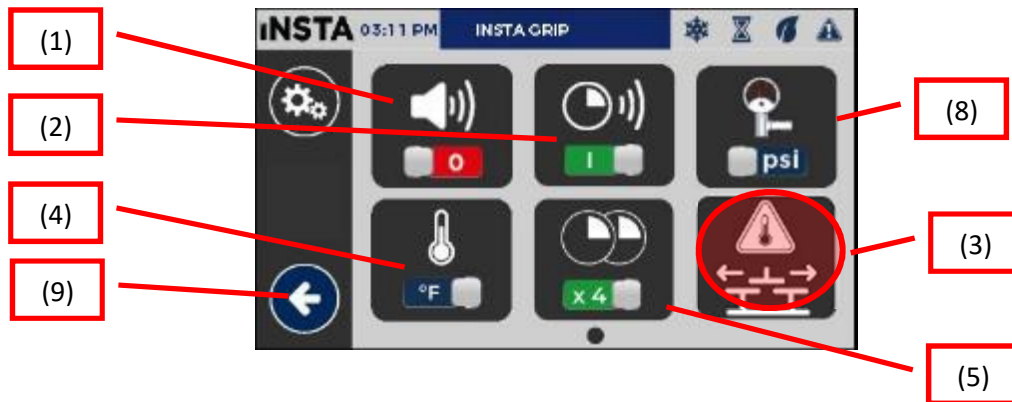 iNSTA 03:11 PM INSTA GRIP
(1)
(2)
(8)
0
I
psi
(4)
(3)
(9)
°F
x 4
(5)